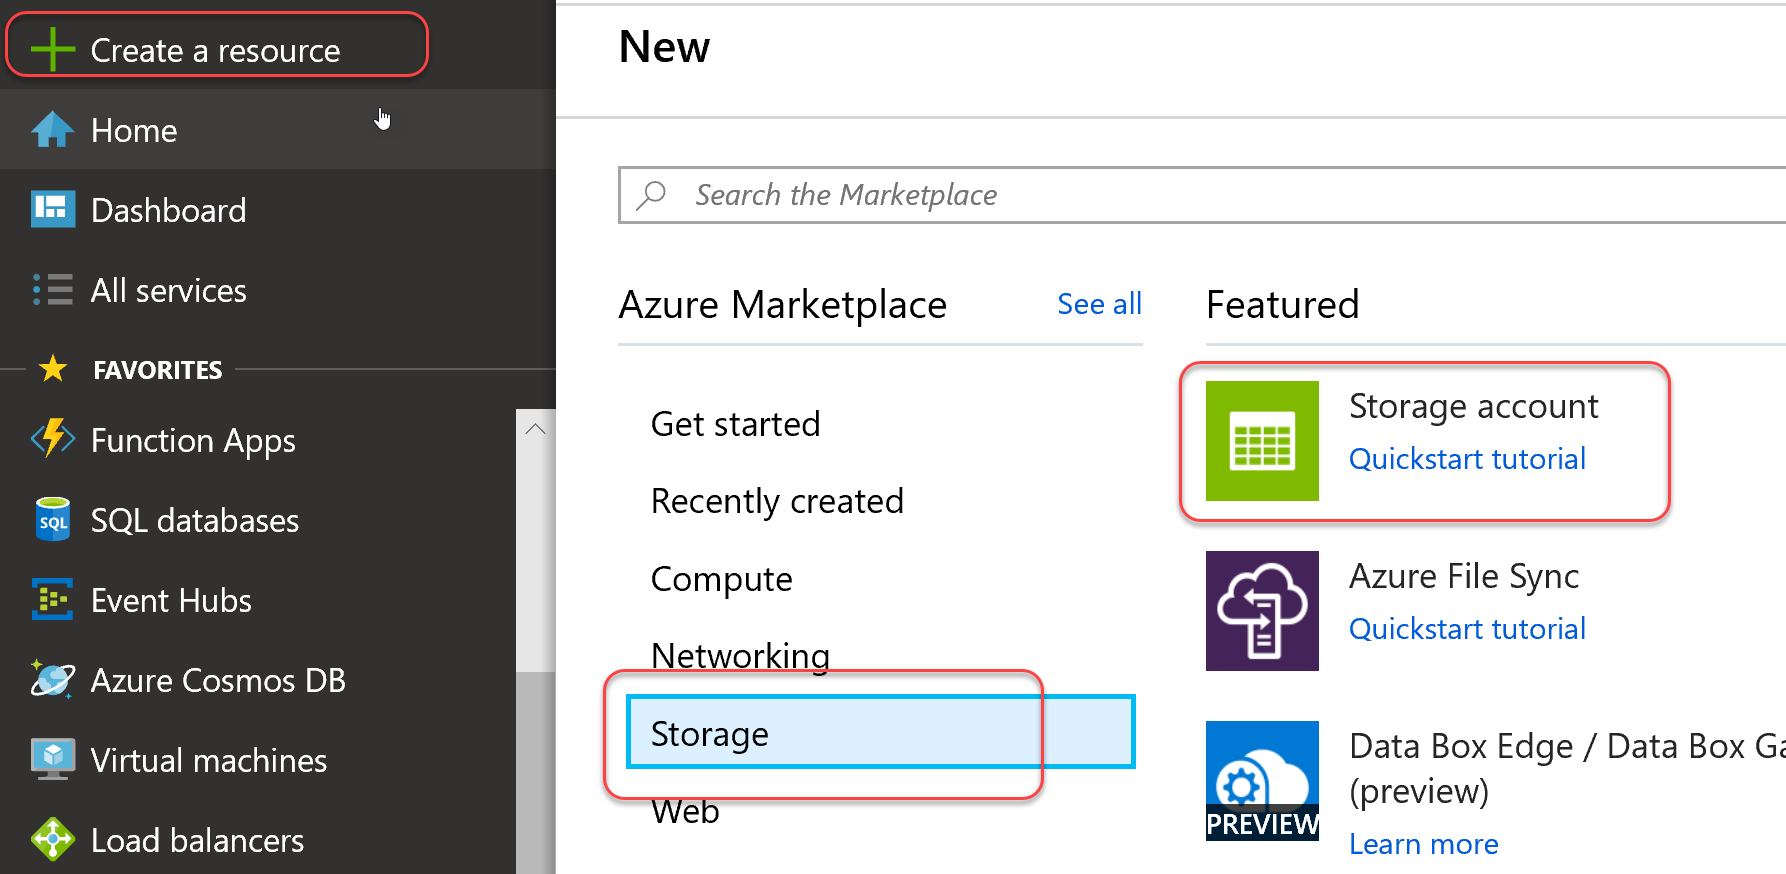 Create a resource
Home
Dashboard
All services
FAVORITES
Function Apps
SQL
SQL databases
Event Hubs
Azure Cosmos DB
Virtual machines
Load balancers
New
Search the Marketplace
Azure Marketplace
See all
Get started
Recently created
Compute
Networking
Storage
Web
Featured
Storage account
Quickstart tutorial
Azure File Sync
Quickstart tutorial
PREVIEW
Data Box Edge / Data Box Ga
(preview)
Learn more